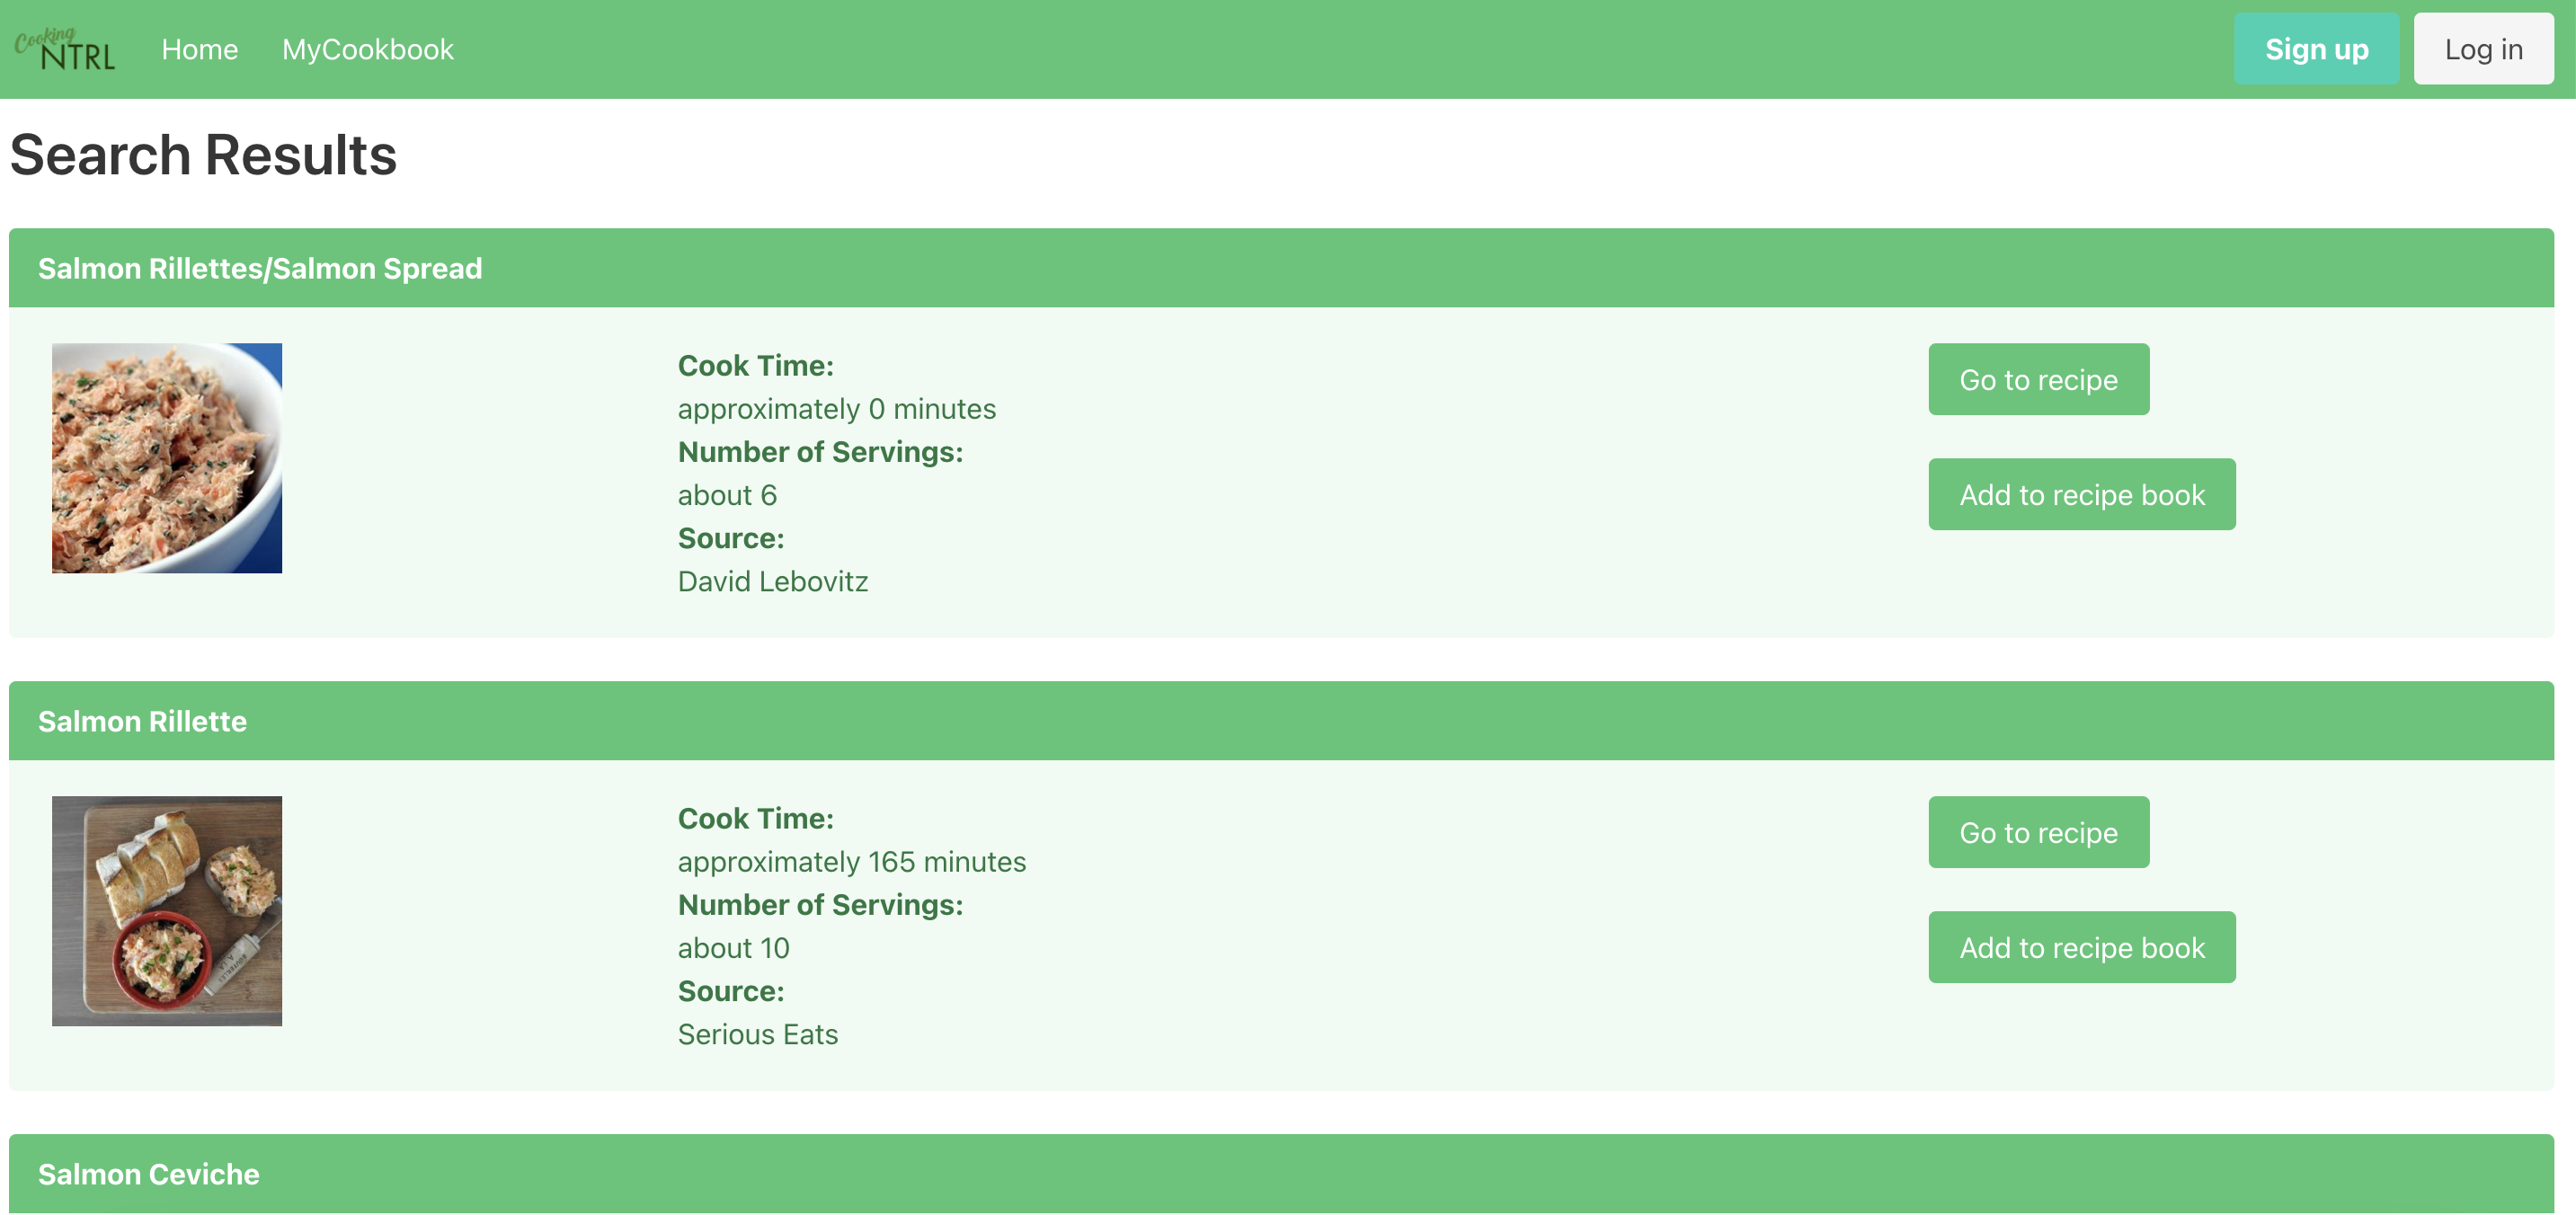 Cooking
NTRL
Home
MyCookbook
Sign up
Log in
Search Results
Salmon Rillettes/Salmon Spread
Cook Time:
approximately 0 minutes
Number of Servings:
about 6
Source:
David Lebovitz
Go to recipe
Add to recipe book
Salmon Rillette
Cook Time:
approximately 165 minutes
Number of Servings:
about 10
Source:
Serious Eats
Go to recipe
Add to recipe book
Salmon Ceviche